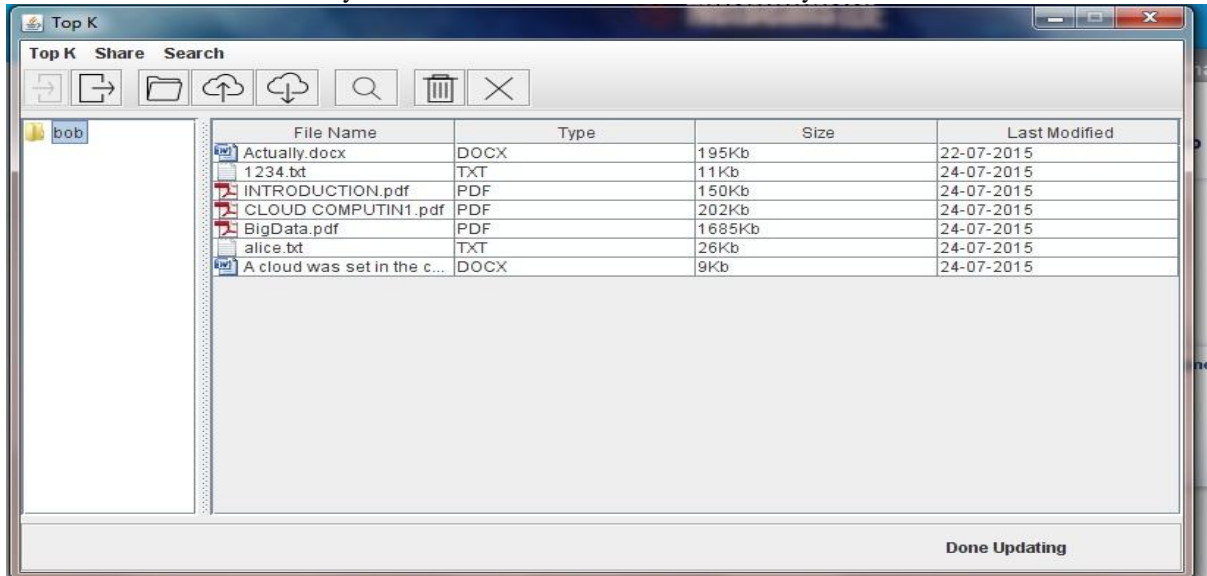 Top K
Top K Share Search
bob
File Name Type Size Last Modified
Actually.docx DOCX 195Kb 22-07-2015
1234.txt TXT 11Kb 24-07-2015
INTRODUCTION.pdf PDF 150Kb 24-07-2015
CLOUD COMPUTIN1.pdf PDF 202Kb 24-07-2015
BigData.pdf PDF 1685Kb 24-07-2015
alice.txt TXT 26Kb 24-07-2015
A cloud was set in the c... DOCX 9Kb 24-07-2015
Done Updating